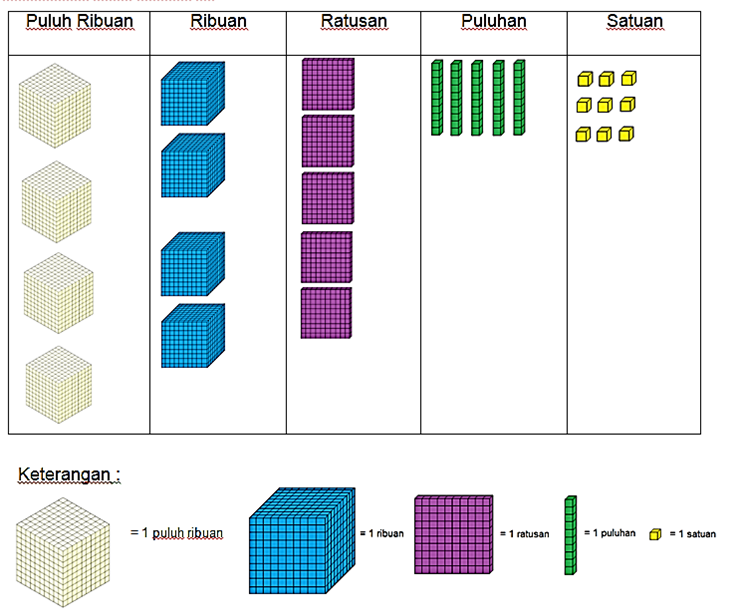 Puluh Ribuan Ribuan Ratusan Puluhan Satuan
Keterangan :
= 1 puluh ribuan = 1 ribuan = 1 ratusan = 1 puluhan = 1 satuan